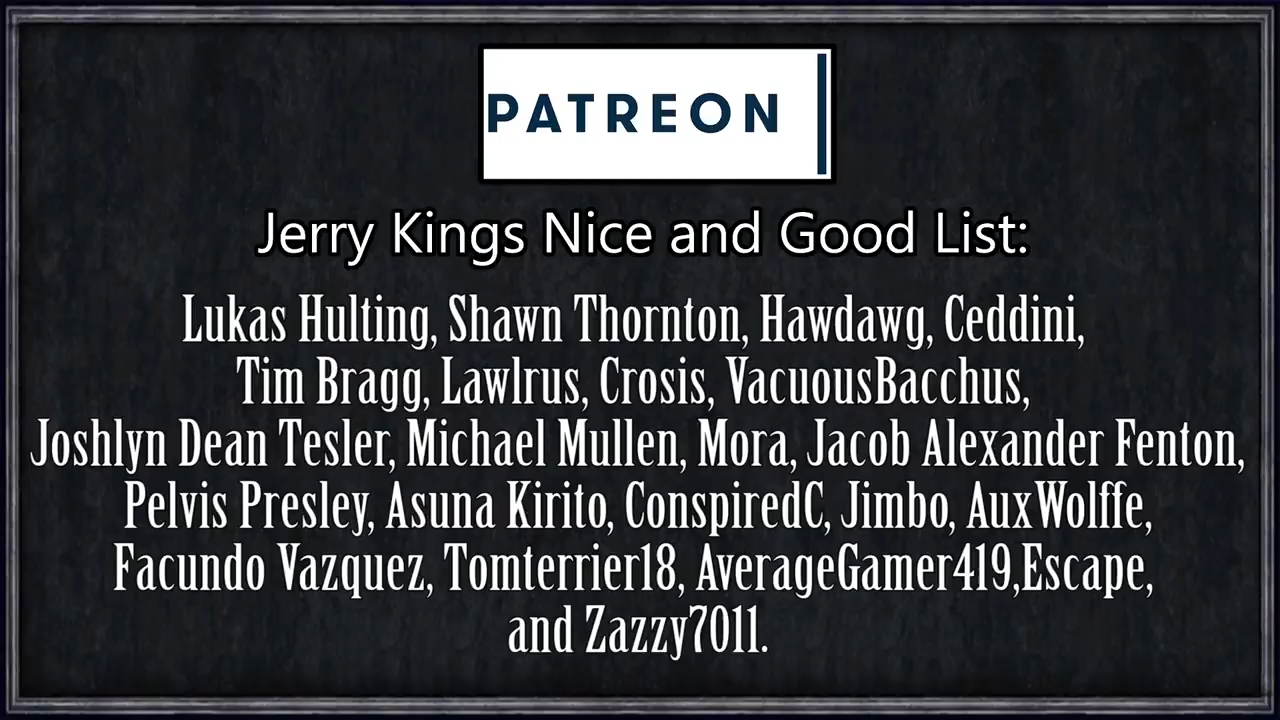 PATREON
Jerry Kings Nice and Good List:
Lukas Hulting, Shawn Thornton, Hawdawg, Ceddini,
Tim Bragg, Lawlrus, Crosis, VacuousBacchus,
Joshlyn Dean Tesler, Michael Mullen, Mora, Jacob Alexander Fenton,
Pelvis Presley, Asuna Kirito, ConspiredC, Jimbo, AuxWolffe,
Facundo Vazquez, Tomterrier18, AverageGamer419,Escape,
and Zazzy7011.